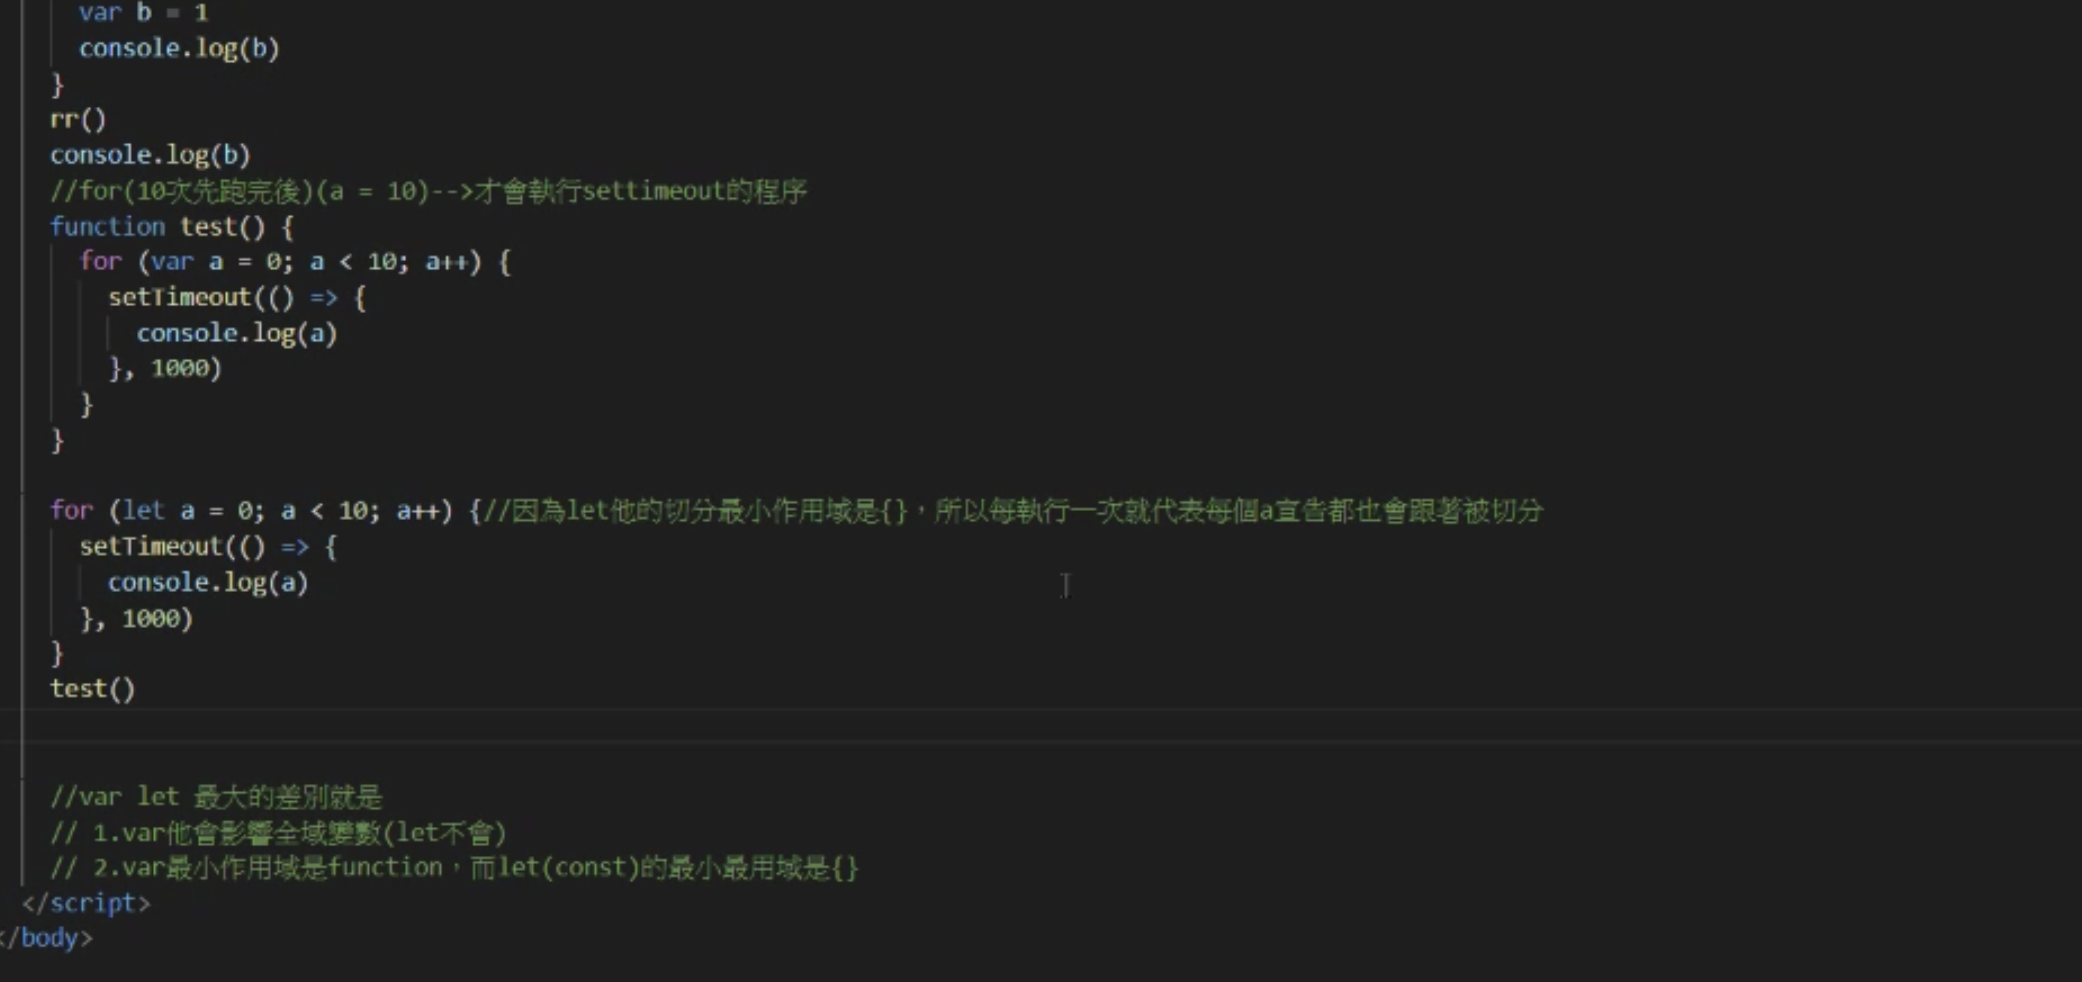 var b = 1
console.log(b)
}
rr()
console.log(b)
//for(10次先跑完後)(a = 10)-->才會執行settimeout的程序
function test() {
for (var a = 0; a < 10; a++) {
setTimeout(() => {
console.log(a)
}, 1000)
}
}
for (let a = 0; a < 10; a++) {//因為let他的切分最小作用域是{}，所以每執行一次就代表每個a宣告都也會跟著被切分
setTimeout(() => {
console.log(a)
}, 1000)
}
test()
//var let 最大的差別就是
// 1.var他會影響全域變數(let不會)
// 2.var最小作用域是function，而let(const)的最小最用域是{}
</script>
</body>